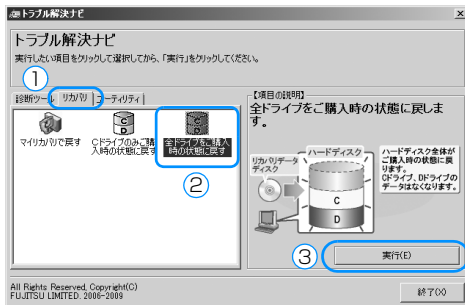 トラブル解決ナビ
トラブル解決ナビ
実行したい項目をクリックして選択してから、「実行」をクリックしてください。
①
診断ツール リカバリ ユーティリティ
マイリカバリで戻す
Cドライブのみご購入時の状態に戻す
全ドライブをご購入時の状態に戻す
②
【項目の説明】
全ドライブをご購入時の状態に戻しま
す。
リカバリデータ
ディスク
ハードディスク
C
D
ハードディスク全体が
ご購入時の状態に戻
ります。
Cドライブ、Dドライブの
データはなくなります。
③
実行(E)
All Rights Reserved, Copyright(C)
FUJITSU LIMITED. 2006-2009
終了(X)